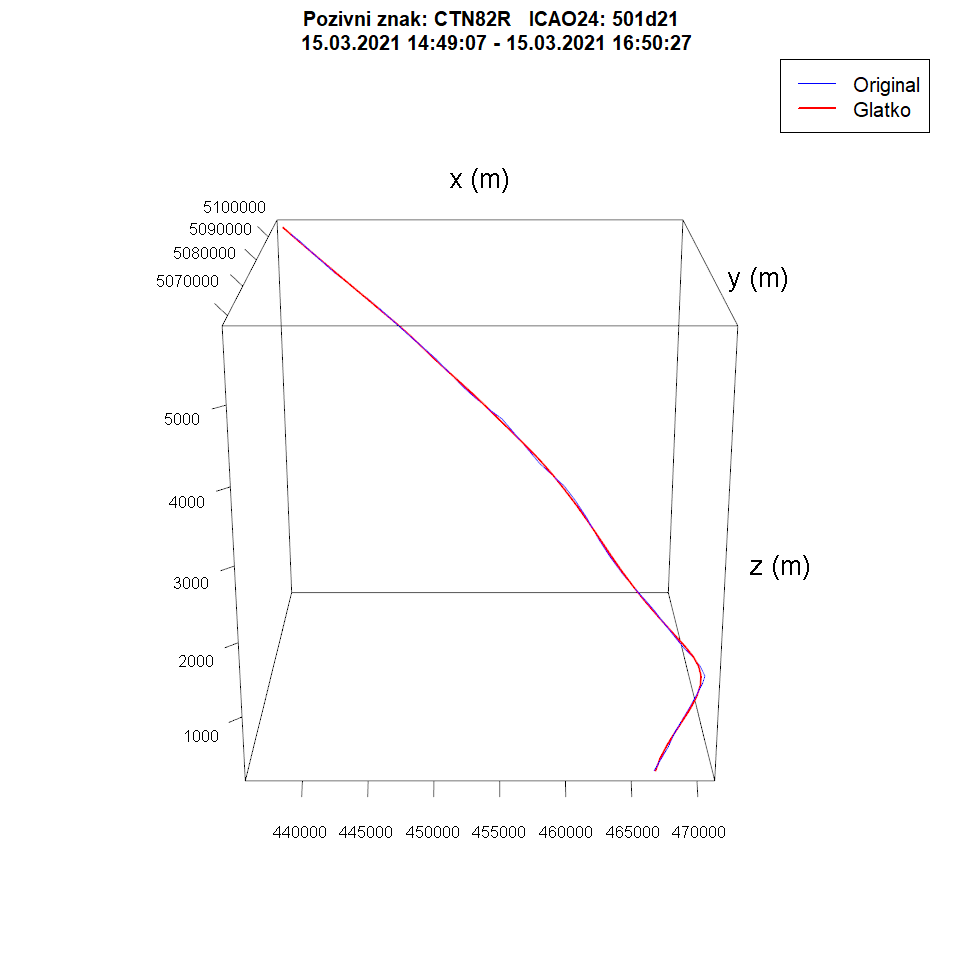 Pozivni znak: CTN82R   ICAO24: 501d21
15.03.2021 14:49:07 - 15.03.2021 16:50:27
Original
Glatko
x (m)
5100000
5090000
5080000
5070000
y (m)
5000
4000
3000
2000
1000
z (m)
440000 445000 450000 455000 460000 465000 470000